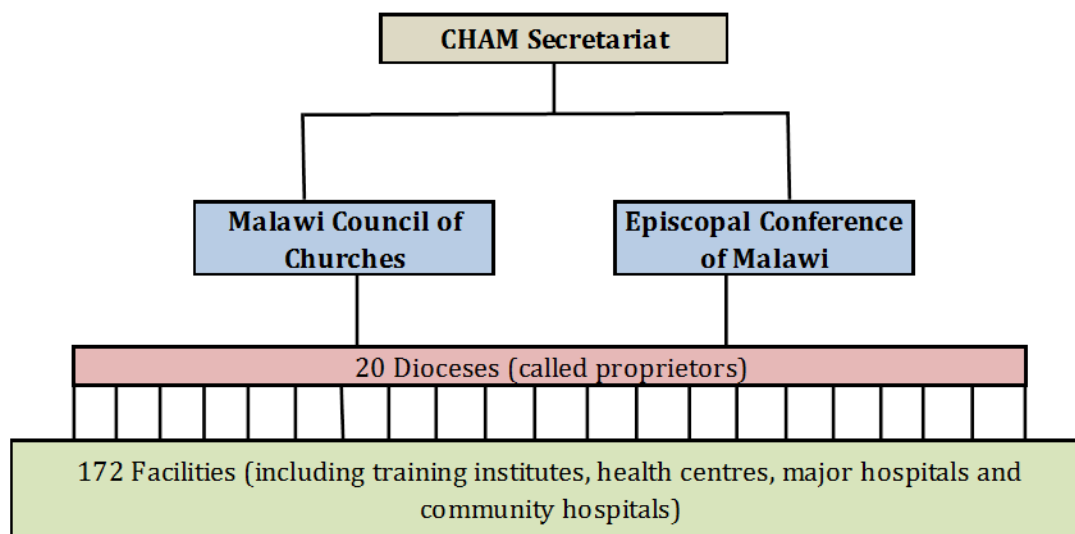 CHAM Secretariat
Malawi Council of
Churches
Episcopal Conference
of Malawi
20 Dioceses (called proprietors)
172 Facilities (including training institutes, health centres, major hospitals and
community hospitals)